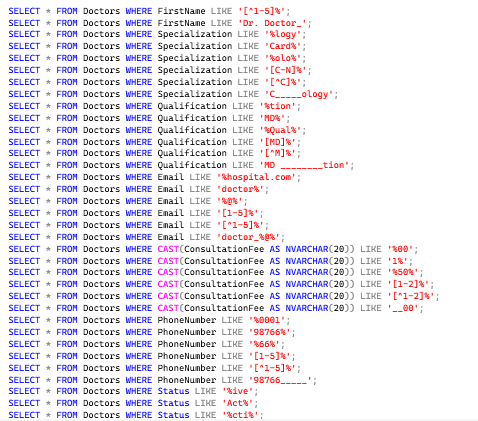 SELECT * FROM Doctors WHERE FirstName LIKE '[^1-5]%';
SELECT * FROM Doctors WHERE FirstName LIKE 'Dr. Doctor_';
SELECT * FROM Doctors WHERE Specialization LIKE '%logy';
SELECT * FROM Doctors WHERE Specialization LIKE 'Card%';
SELECT * FROM Doctors WHERE Specialization LIKE '%olo%';
SELECT * FROM Doctors WHERE Specialization LIKE '[C-N]%';
SELECT * FROM Doctors WHERE Specialization LIKE '[^C]%';
SELECT * FROM Doctors WHERE Specialization LIKE 'C_____ology';
SELECT * FROM Doctors WHERE Qualification LIKE '%tion';
SELECT * FROM Doctors WHERE Qualification LIKE 'MD%';
SELECT * FROM Doctors WHERE Qualification LIKE '%Qual%';
SELECT * FROM Doctors WHERE Qualification LIKE '[MD]%';
SELECT * FROM Doctors WHERE Qualification LIKE '[^M]%';
SELECT * FROM Doctors WHERE Qualification LIKE 'MD ________tion';
SELECT * FROM Doctors WHERE Email LIKE '%hospital.com';
SELECT * FROM Doctors WHERE Email LIKE 'doctor%';
SELECT * FROM Doctors WHERE Email LIKE '%@%';
SELECT * FROM Doctors WHERE Email LIKE '[1-5]%';
SELECT * FROM Doctors WHERE Email LIKE '[^1-5]%';
SELECT * FROM Doctors WHERE Email LIKE 'doctor_%@%';
SELECT * FROM Doctors WHERE CAST(ConsultationFee AS NVARCHAR(20)) LIKE '%00';
SELECT * FROM Doctors WHERE CAST(ConsultationFee AS NVARCHAR(20)) LIKE '1%';
SELECT * FROM Doctors WHERE CAST(ConsultationFee AS NVARCHAR(20)) LIKE '%50%';
SELECT * FROM Doctors WHERE CAST(ConsultationFee AS NVARCHAR(20)) LIKE '[1-2]%';
SELECT * FROM Doctors WHERE CAST(ConsultationFee AS NVARCHAR(20)) LIKE '[^1-2]%';
SELECT * FROM Doctors WHERE CAST(ConsultationFee AS NVARCHAR(20)) LIKE '__00';
SELECT * FROM Doctors WHERE PhoneNumber LIKE '%0001';
SELECT * FROM Doctors WHERE PhoneNumber LIKE '98766%';
SELECT * FROM Doctors WHERE PhoneNumber LIKE '%66%';
SELECT * FROM Doctors WHERE PhoneNumber LIKE '[1-5]%';
SELECT * FROM Doctors WHERE PhoneNumber LIKE '[^1-5]%';
SELECT * FROM Doctors WHERE PhoneNumber LIKE '98766_____';
SELECT * FROM Doctors WHERE Status LIKE '%ive';
SELECT * FROM Doctors WHERE Status LIKE 'Act%';
SELECT * FROM Doctors WHERE Status LIKE '%cti%';